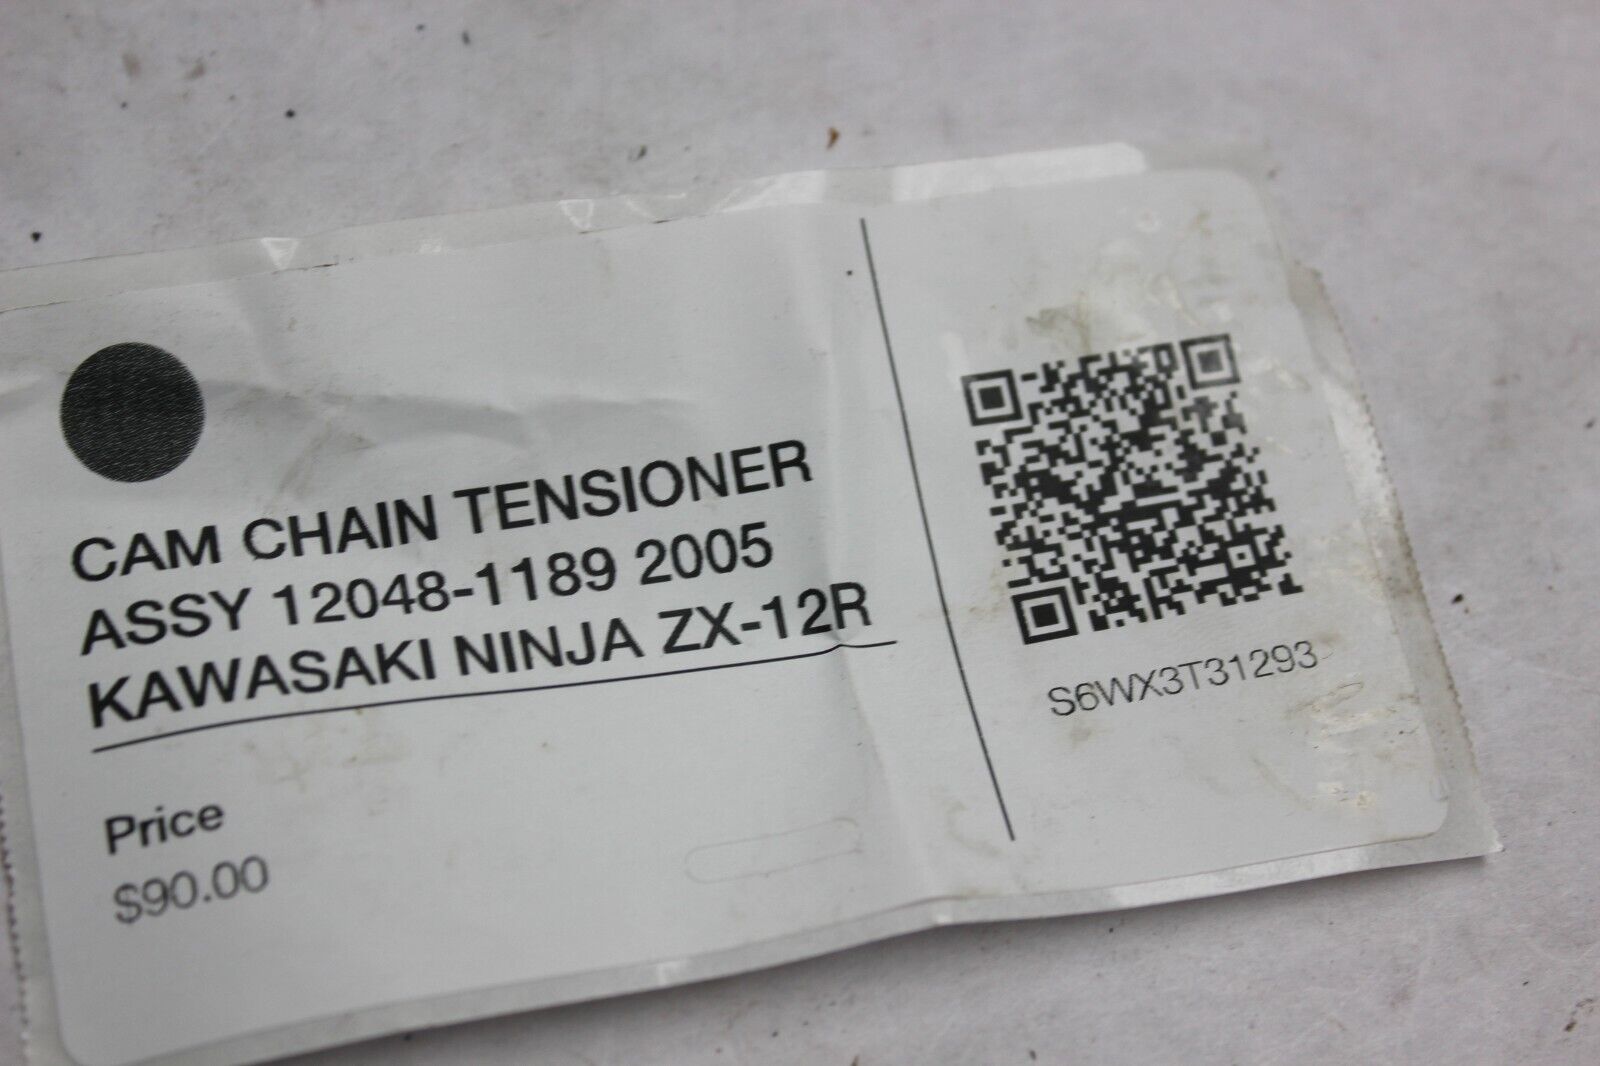 CAM CHAIN TENSIONER
ASSY 12048-1189 2005
KAWASAKI NINJA ZX-12R
Price
$90.00
S6WX3T31293